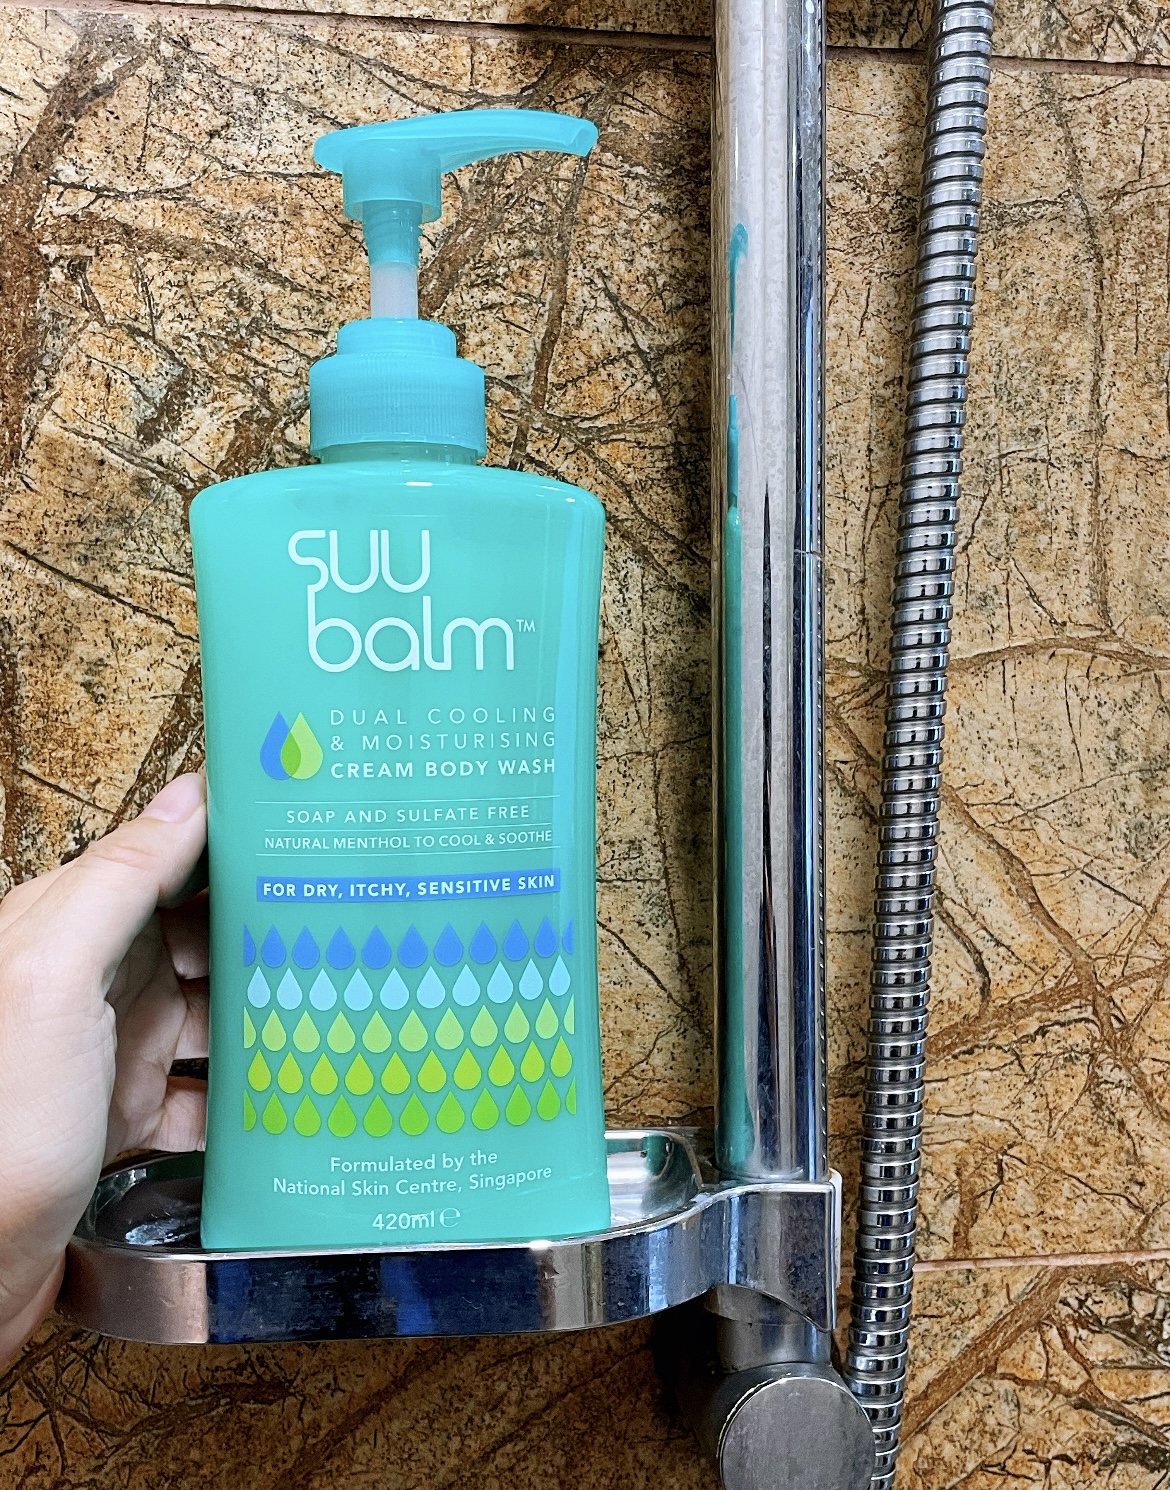 suu
balm™
DUAL COOLING
& MOISTURISING
CREAM BODY WASH
SOAP AND SULFATE FREE
NATURAL MENTHOL TO COOL & SOOTHE
FOR DRY, ITCHY, SENSITIVE SKIN
Formulated by the
National Skin Centre, Singapore
420ml ℮